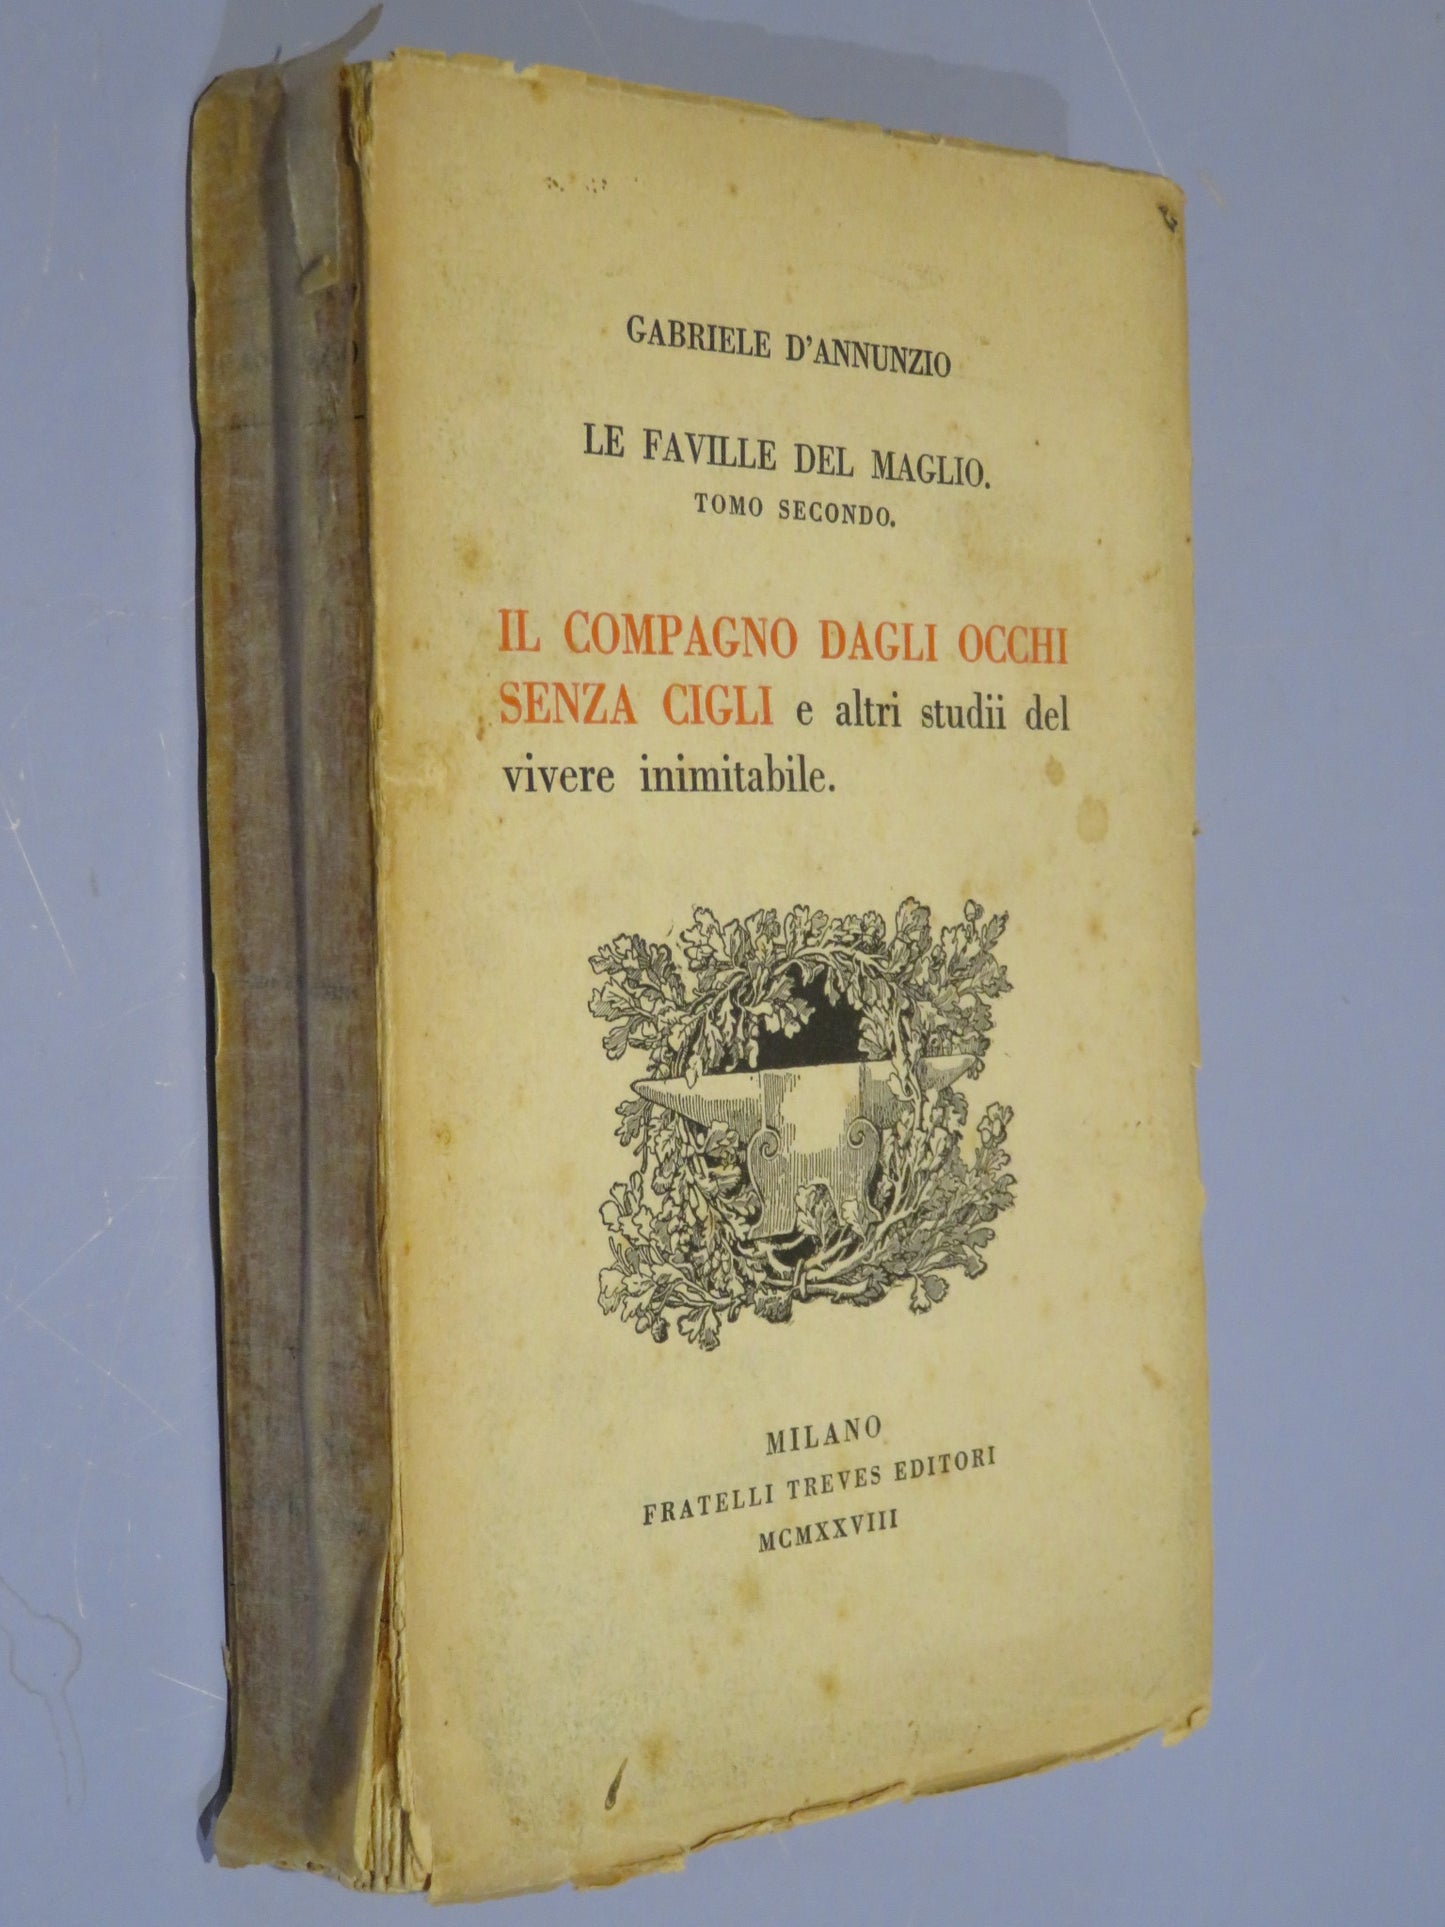 GABRIELE D'ANNUNZIO
LE FAVILLE DEL MAGLIO.
TOMO SECONDO.
IL COMPAGNO DAGLI OCCHI
SENZA CIGLI e altri studii del
vivere inimitabile.
MILANO
FRATELLI TREVES EDITORI
MCMXXVIII